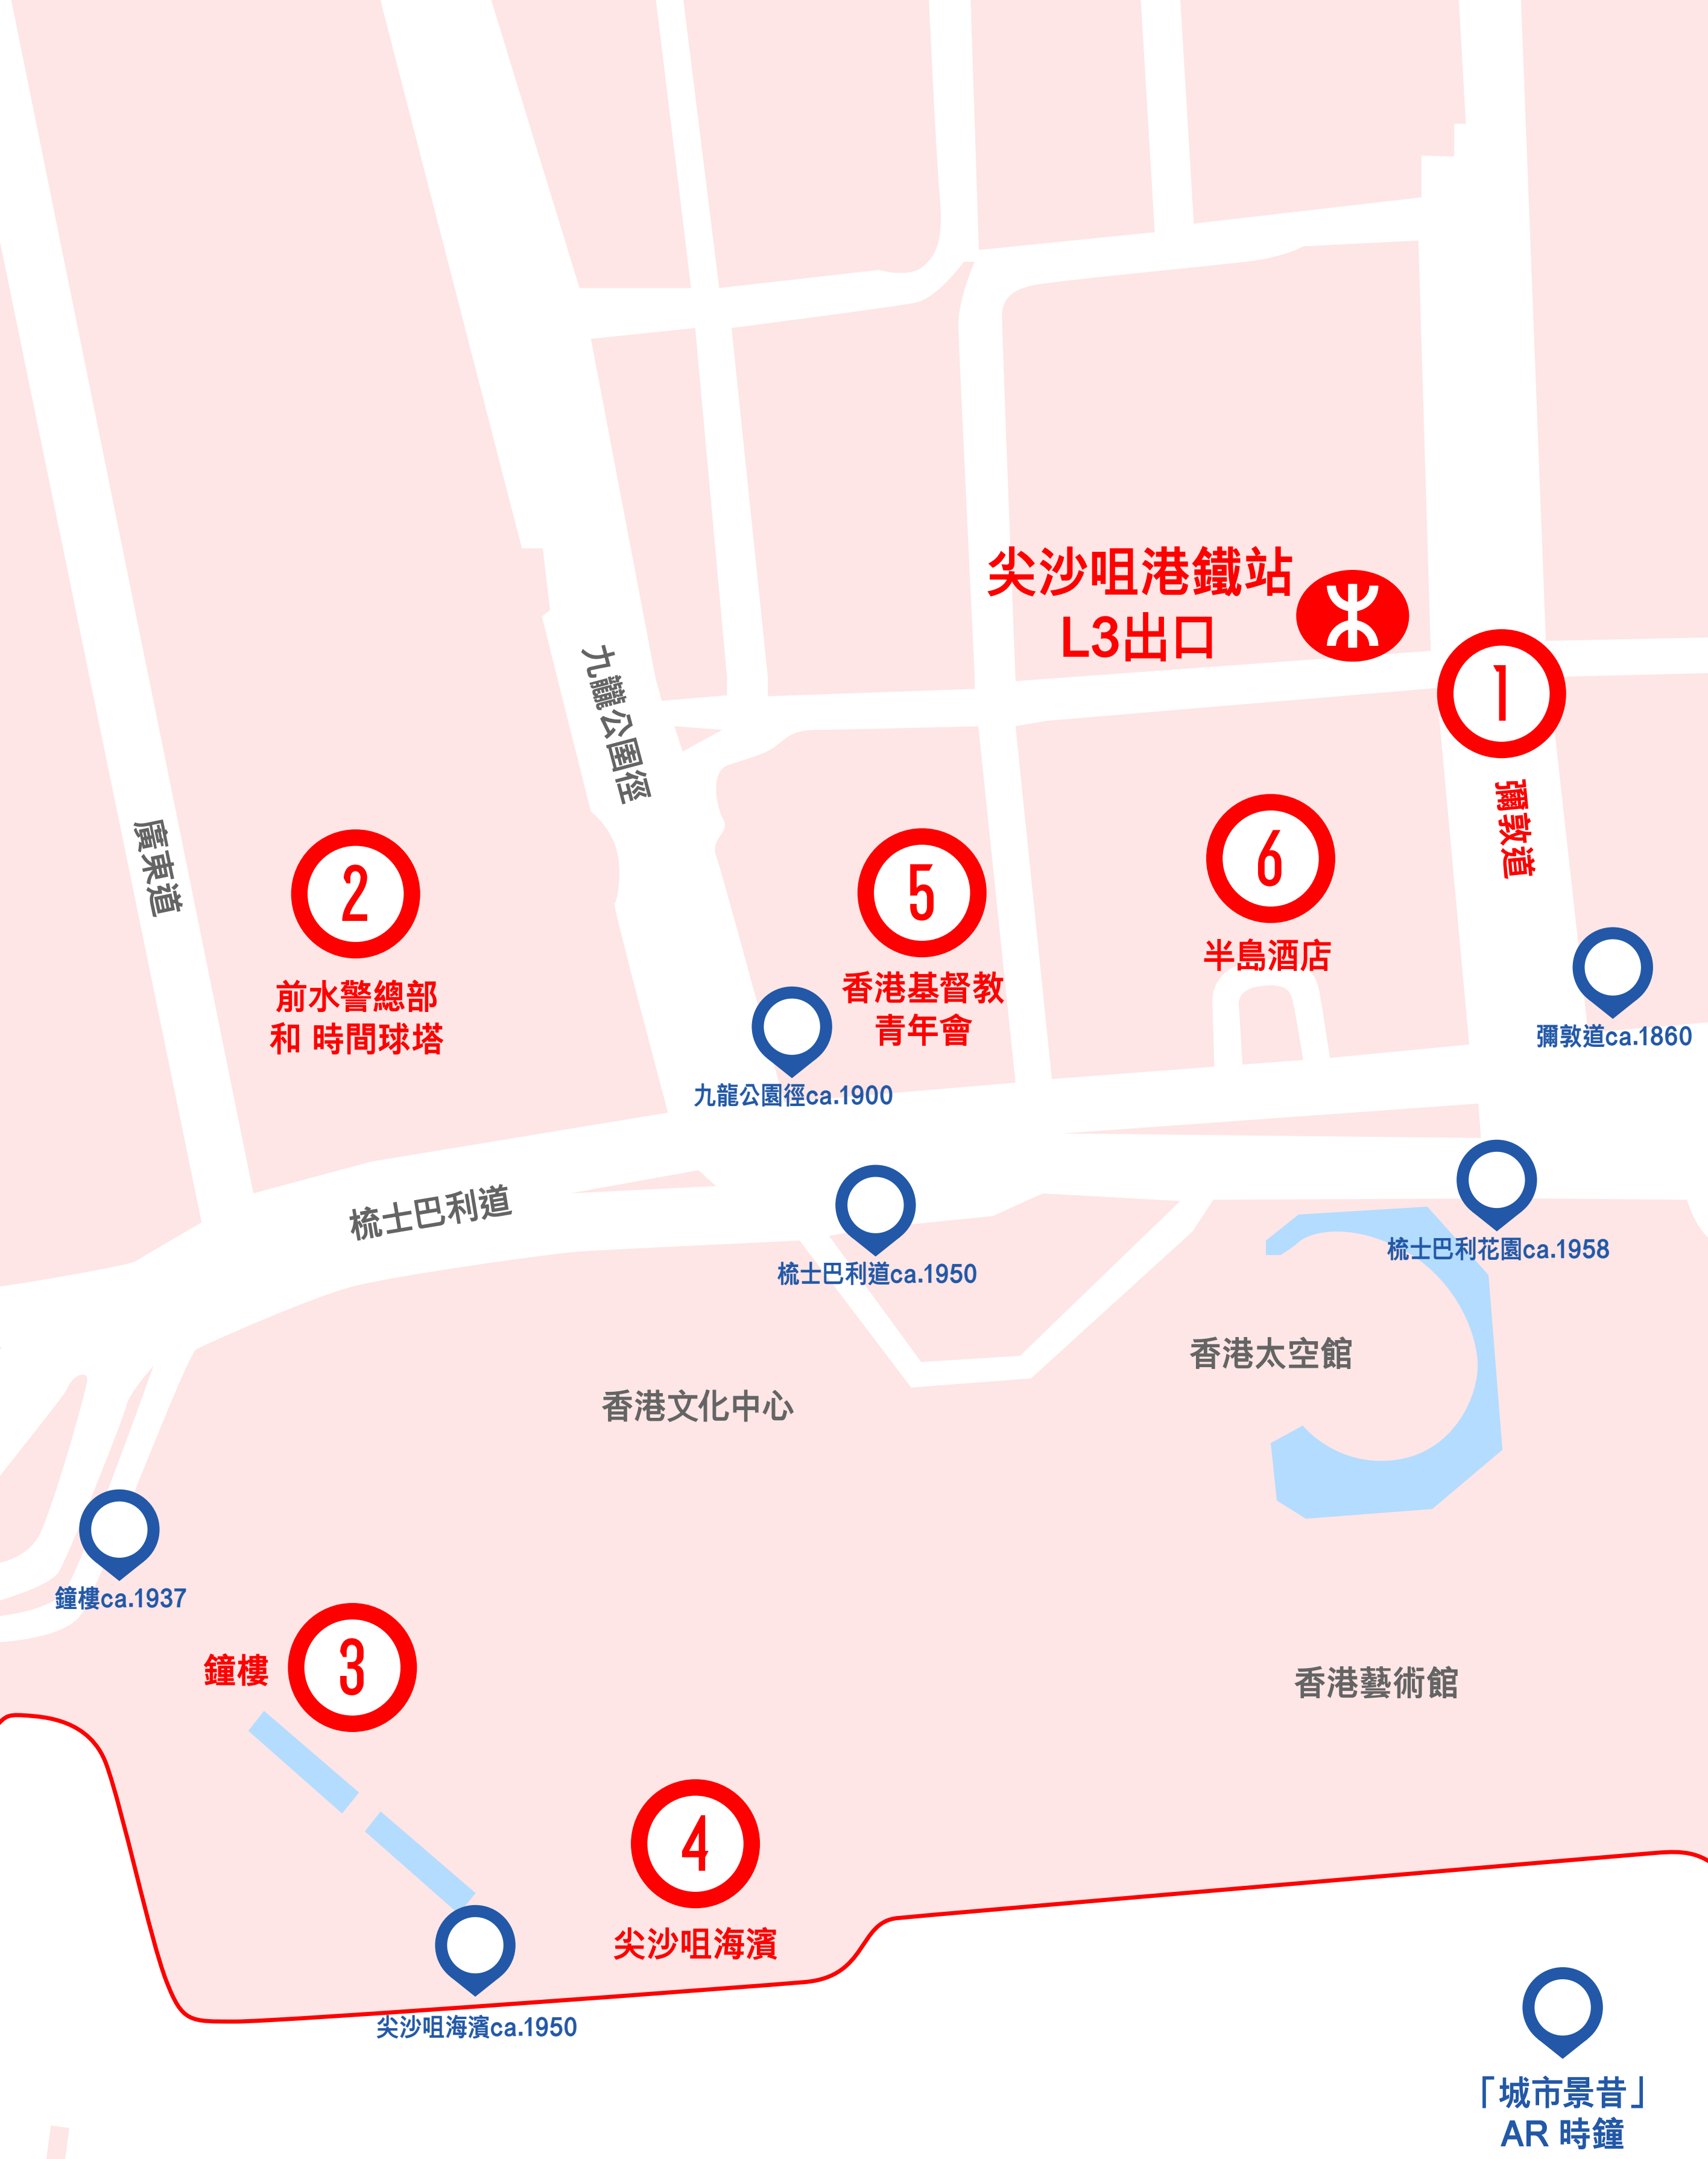 尖沙咀港鐵站
L3出口
1
九龍公園徑
彌敦道
廣東道
2
前水警總部
和 時間球塔
5
香港基督教
青年會
6
半島酒店
彌敦道ca.1860
九龍公園徑ca.1900
梳士巴利道
梳士巴利道ca.1950
梳士巴利花園ca.1958
香港太空館
香港文化中心
鐘樓ca.1937
鐘樓
3
香港藝術館
4
尖沙咀海濱
尖沙咀海濱ca.1950
「城市景昔」
AR 時鐘